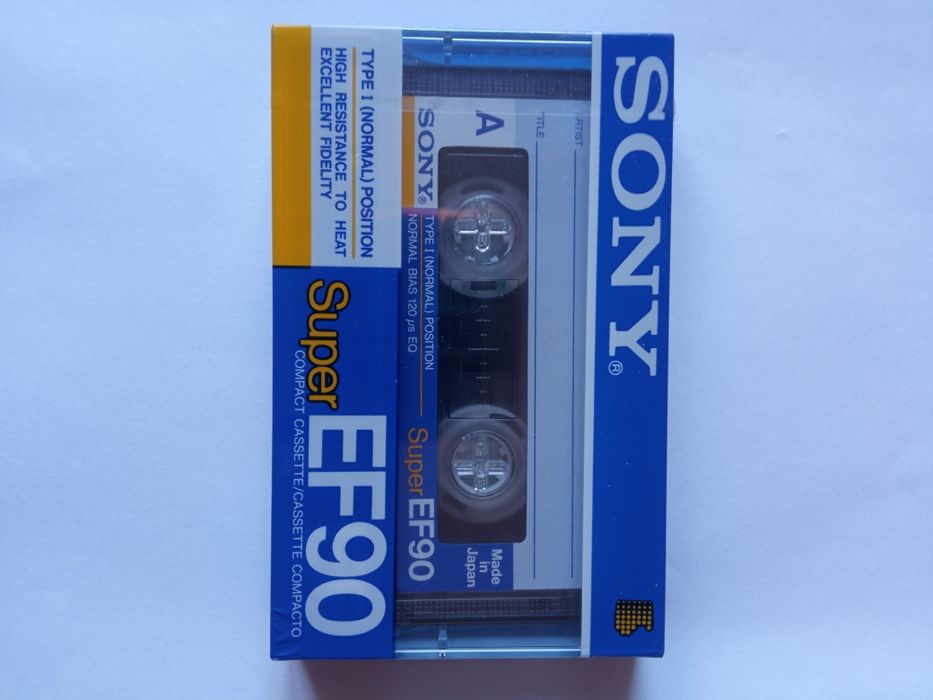 SONY®
ARTIST
TITLE
A
SONY®
TYPE I (NORMAL) POSITION
NORMAL BIAS 120 µs EQ
Super EF90
Made
in
Japan
TYPE I (NORMAL) POSITION
HIGH RESISTANCE TO HEAT
EXCELLENT FIDELITY
Super EF90
COMPACT CASSETTE/CASSETTE COMPACTO